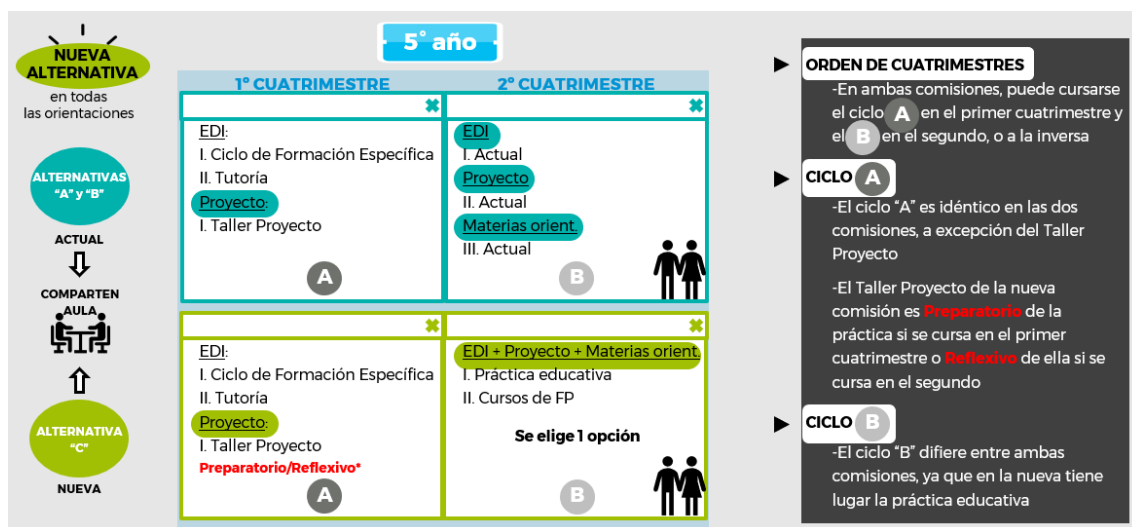 NUEVA
ALTERNATIVA
en todas
las orientaciones
ALTERNATIVAS
“A” y “B”
ACTUAL
COMPARTEN
AULA
ALTERNATIVA
“C”
NUEVA
5° año
1º CUATRIMESTRE
2º CUATRIMESTRE
EDI:
I. Ciclo de Formación Específica
II. Tutoría
Proyecto:
I. Taller Proyecto
A
EDI
I. Actual
Proyecto
II. Actual
Materias orient.
III. Actual
B
EDI:
I. Ciclo de Formación Específica
II. Tutoría
Proyecto:
I. Taller Proyecto
Preparatorio/Reflexivo*
A
EDI + Proyecto + Materias orient.
I. Práctica educativa
II. Cursos de FP
Se elige 1 opción
B
ORDEN DE CUATRIMESTRES
-En ambas comisiones, puede cursarse
el ciclo A en el primer cuatrimestre y
el B en el segundo, o a la inversa
CICLO A
-El ciclo “A” es idéntico en las dos
comisiones, a excepción del Taller
Proyecto
-El Taller Proyecto de la nueva
comisión es Preparatorio de la
práctica si se cursa en el primer
cuatrimestre o Reflexivo de ella si se
cursa en el segundo
CICLO B
-El ciclo “B” difiere entre ambas
comisiones, ya que en la nueva tiene
lugar la práctica educativa